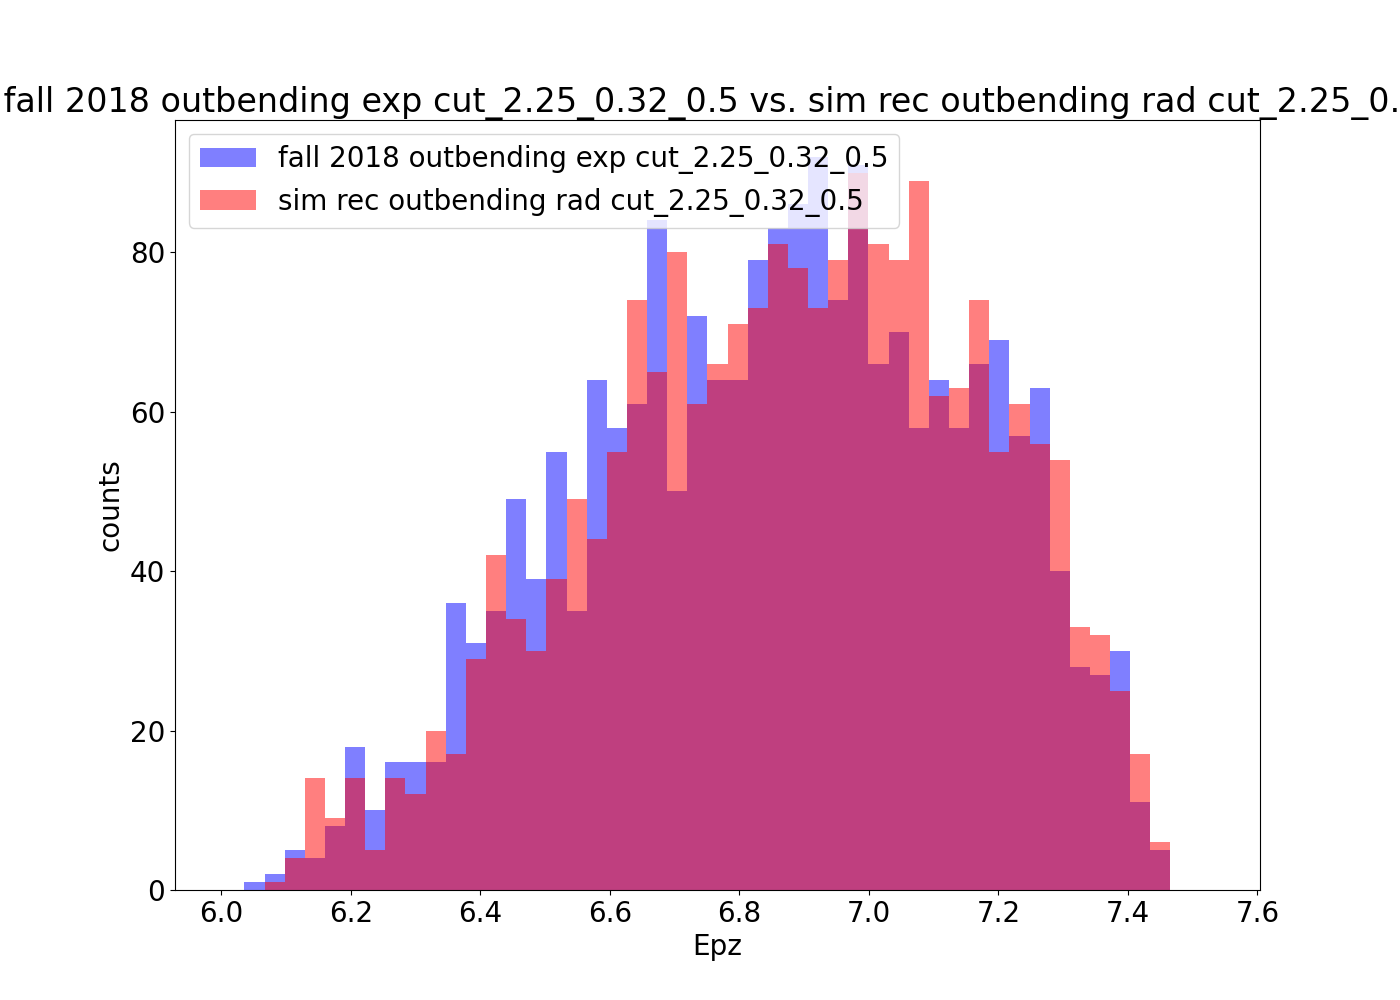 fall 2018 outbending exp cut_2.25_0.32_0.5 vs. sim rec outbending rad cut_2.25_0.
fall 2018 outbending exp cut_2.25_0.32_0.5
sim rec outbending rad cut_2.25_0.32_0.5
80
60
40
20
0
counts
6.0 6.2 6.4 6.6 6.8 7.0 7.2 7.4 7.6
Epz